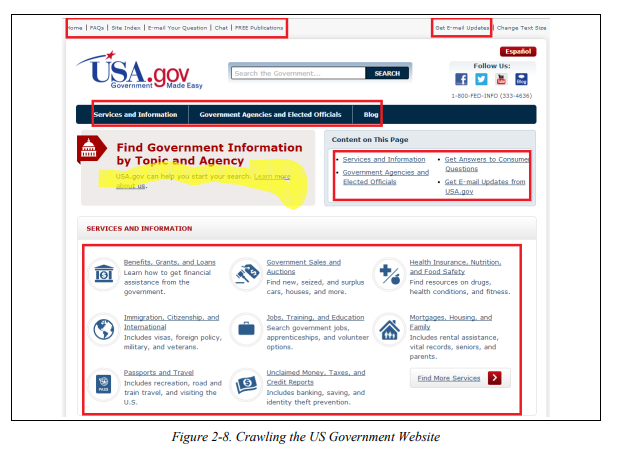 Home | FAQs | Site Index | E-mail Your Question | Chat | FREE Publications
Get E-mail Updates | Change Text Size
Español
USA.gov
Government Made Easy
Search the Government...
SEARCH
Follow Us:
You Tube
Blog
1-800-FED-INFO (333-4636)
Services and Information
Government Agencies and Elected Officials
Blog
Find Government Information
by Topic and Agency
USA.gov can help you start your search. Learn more
about us.
Content on This Page
• Services and Information
• Government Agencies and
Elected Officials
• Get Answers to Consumer
Questions
• Get E-mail Updates from
USA.gov
SERVICES AND INFORMATION
Benefits, Grants, and Loans
Learn how to get financial
assistance from the
government.
Government Sales and
Auctions
Find new, seized, and surplus
cars, houses, and more.
Health Insurance, Nutrition,
and Food Safety
Find resources on drugs,
health conditions, and fitness.
Immigration, Citizenship, and
International
Includes visas, foreign policy,
military, and veterans.
Jobs, Training, and Education
Search government jobs,
apprenticeships, and volunteer
options.
Mortgages, Housing, and
Family
Includes rental assistance,
vital records, seniors, and
parents.
PASS
Passports and Travel
Includes recreation, road and
train travel, and visiting the
U.S.
Unclaimed Money, Taxes, and
Credit Reports
Includes banking, saving, and
identity theft prevention.
Find More Services
Figure 2-8. Crawling the US Government Website